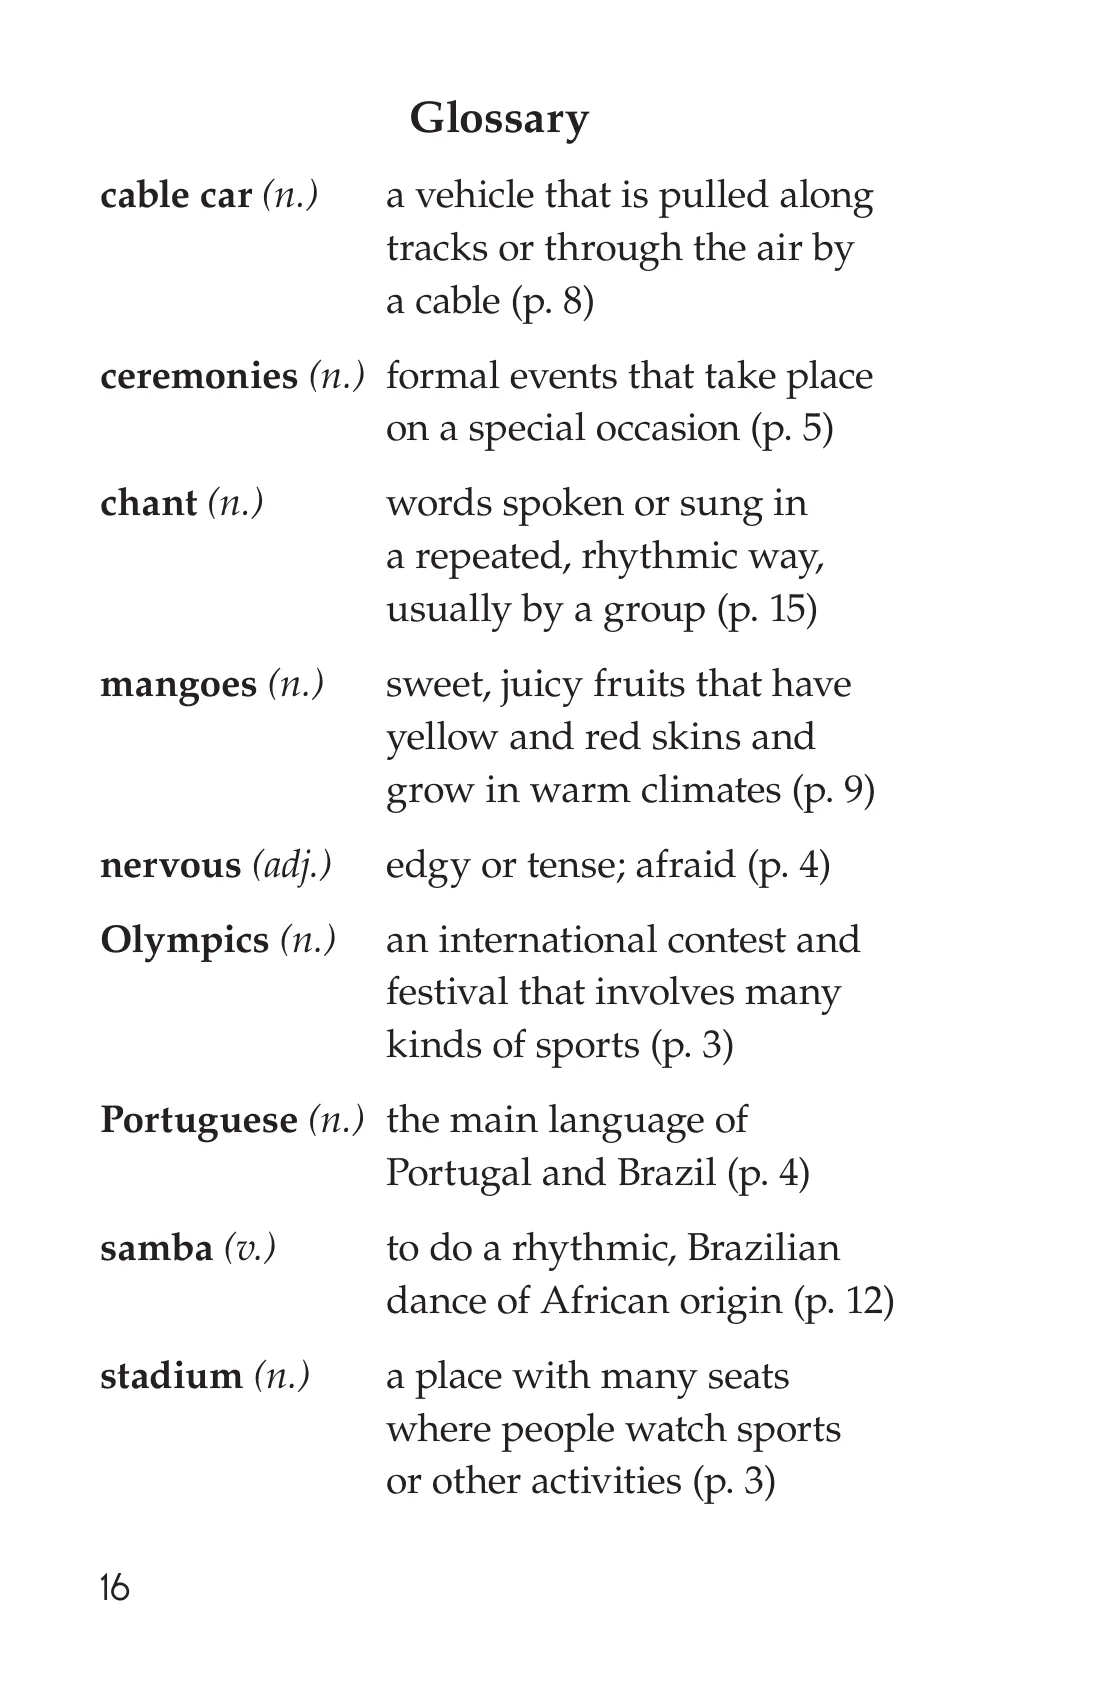 Glossary
cable car (n.) a vehicle that is pulled along
tracks or through the air by
a cable (p. 8)
ceremonies (n.) formal events that take place
on a special occasion (p. 5)
chant (n.) words spoken or sung in
a repeated, rhythmic way,
usually by a group (p. 15)
mangoes (n.) sweet, juicy fruits that have
yellow and red skins and
grow in warm climates (p. 9)
nervous (adj.) edgy or tense; afraid (p. 4)
Olympics (n.) an international contest and
festival that involves many
kinds of sports (p. 3)
Portuguese (n.) the main language of
Portugal and Brazil (p. 4)
samba (v.) to do a rhythmic, Brazilian
dance of African origin (p. 12)
stadium (n.) a place with many seats
where people watch sports
or other activities (p. 3)
16